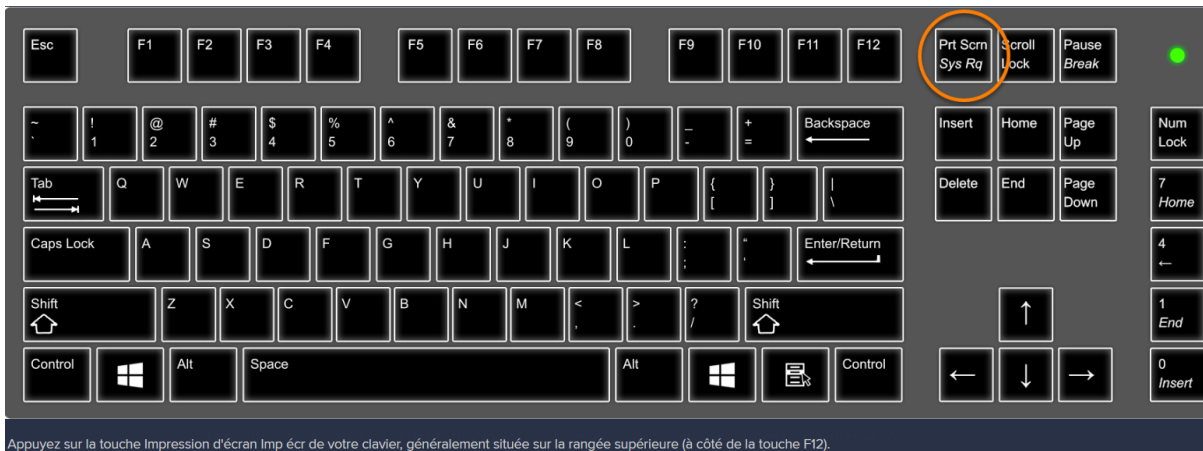 Esc F1 F2 F3 F4 F5 F6 F7 F8 F9 F10 F11 F12 Prt Scrn Scroll Pause
Sys Rq Lock Break
~ ! @ # $ % ^ & * ( ) _ + Backspace Insert Home Page Num
` 1 2 3 4 5 6 7 8 9 0 - = Up Lock
Tab Q W E R T Y U I O P { } | Delete End Page 7
[ ] \ Down Home
Caps Lock A S D F G H J K L : “ Enter/Return 4
; ' ←
Shift Z X C V B N M < > ? Shift ↑ 1
, . / End
Control Alt Space Alt Control ← ↓ → 0
Insert
Appuyez sur la touche Impression d'écran Imp écr de votre clavier, généralement située sur la rangée supérieure (à côté de la touche F12).